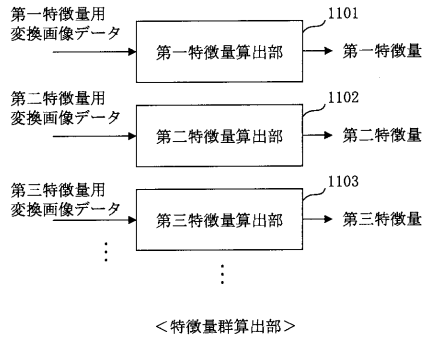 第一特徴量用
変換画像データ
第一特徴量算出部
1101
第一特徴量
第二特徴量用
変換画像データ
第二特徴量算出部
1102
第二特徴量
第三特徴量用
変換画像データ
第三特徴量算出部
1103
第三特徴量
＜特徴量群算出部＞